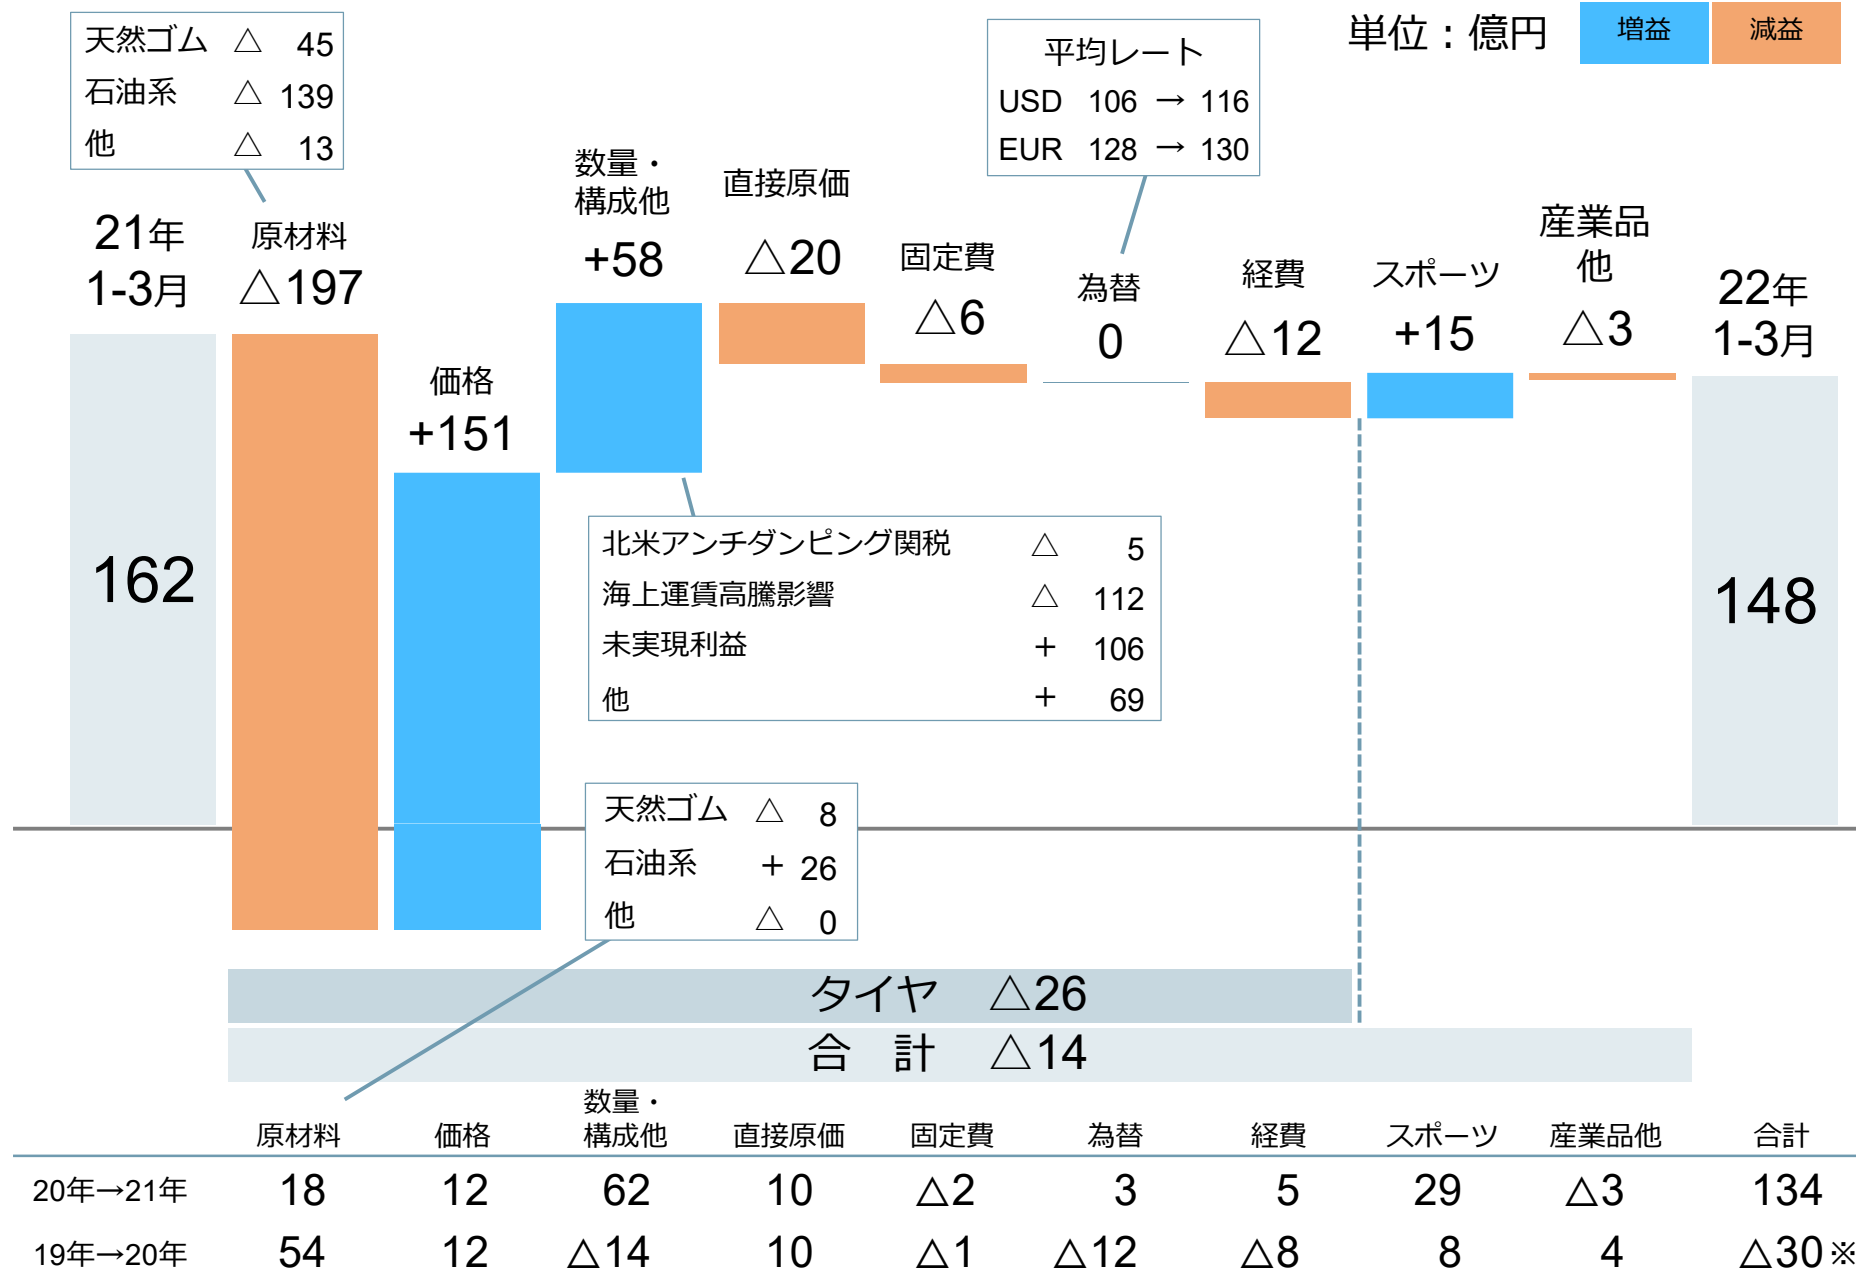 単位：億円
増益
減益
天然ゴム △ 45
石油系 △ 139
他 △ 13
平均レート
USD 106 → 116
EUR 128 → 130
21年
1-3月
原材料
△197
価格
+151
数量・
構成他
+58
直接原価
△20
固定費
△6
為替
0
経費
△12
スポーツ
+15
産業品
他
△3
22年
1-3月
162
148
北米アンチダンピング関税 △ 5
海上運賃高騰影響 △ 112
未実現利益 + 106
他 + 69
天然ゴム △ 8
石油系 + 26
他 △ 0
タイヤ △26
合 計 △14
原材料 価格 数量・構成他 直接原価 固定費 為替 経費 スポーツ 産業品他 合計
20年→21年 18 12 62 10 △2 3 5 29 △3 134
19年→20年 54 12 △14 10 △1 △12 △8 8 4 △30※